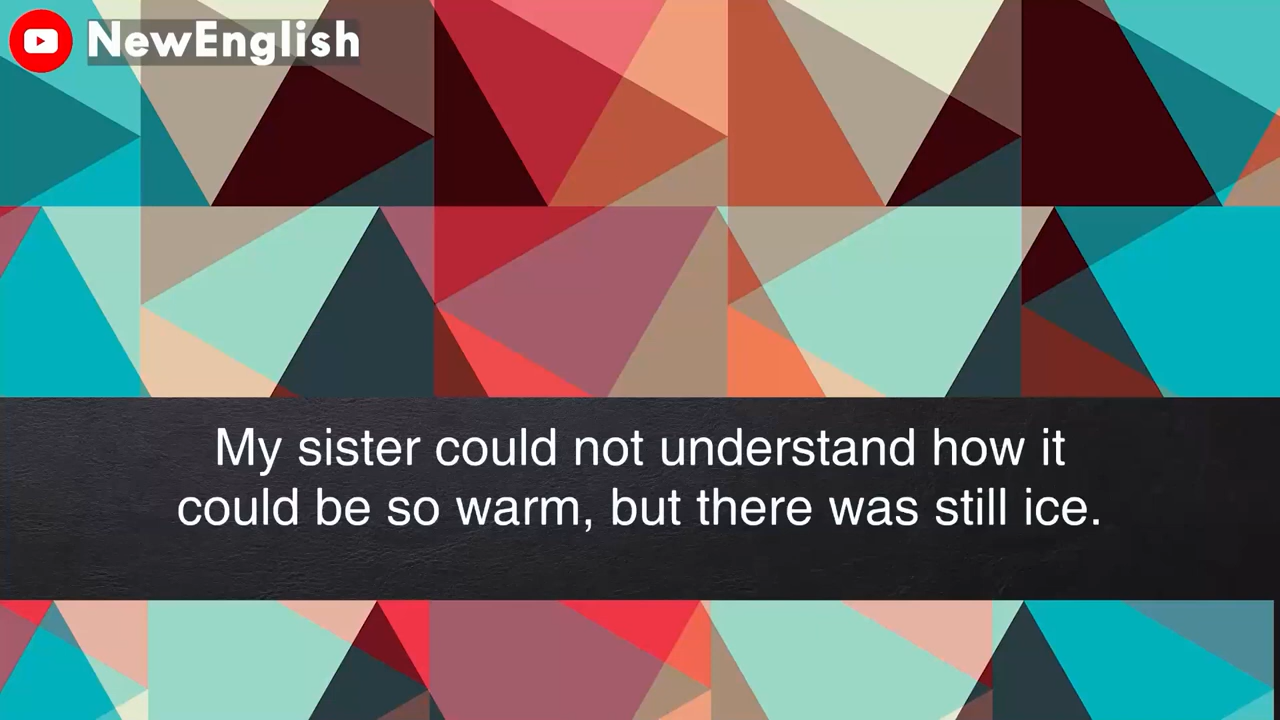 NewEnglish
My sister could not understand how it
could be so warm, but there was still ice.